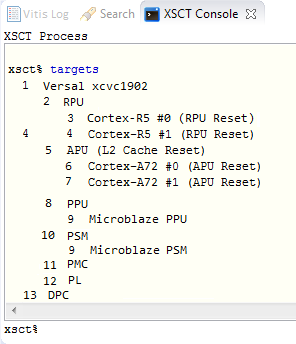 Vitis Log Search XSCT Console
XSCT Process
xsct% targets
1 Versal xcvc1902
2 RPU
3 Cortex-R5 #0 (RPU Reset)
4 4 Cortex-R5 #1 (RPU Reset)
5 APU (L2 Cache Reset)
6 Cortex-A72 #0 (APU Reset)
7 Cortex-A72 #1 (APU Reset)
8 PPU
9 Microblaze PPU
10 PSM
9 Microblaze PSM
11 PMC
12 PL
13 DPC
xsct%